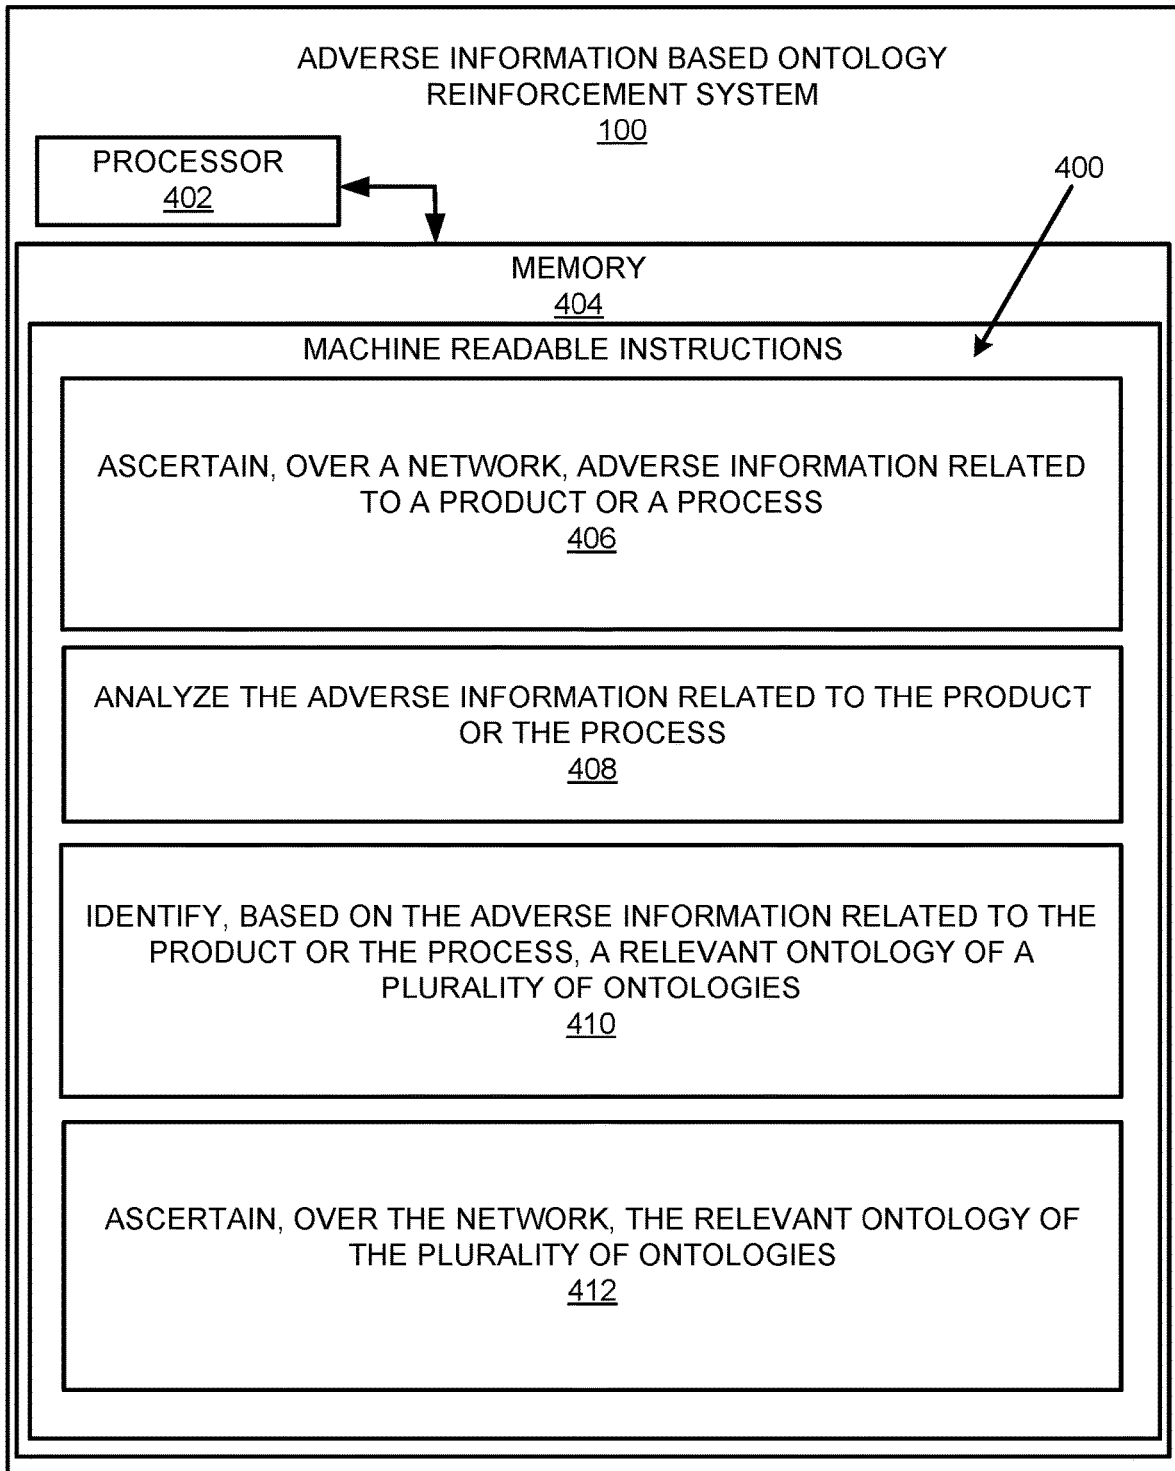 ADVERSE INFORMATION BASED ONTOLOGY
REINFORCEMENT SYSTEM
100
PROCESSOR
402
400
MEMORY
404
MACHINE READABLE INSTRUCTIONS
ASCERTAIN, OVER A NETWORK, ADVERSE INFORMATION RELATED
TO A PRODUCT OR A PROCESS
406
ANALYZE THE ADVERSE INFORMATION RELATED TO THE PRODUCT
OR THE PROCESS
408
IDENTIFY, BASED ON THE ADVERSE INFORMATION RELATED TO THE
PRODUCT OR THE PROCESS, A RELEVANT ONTOLOGY OF A
PLURALITY OF ONTOLOGIES
410
ASCERTAIN, OVER THE NETWORK, THE RELEVANT ONTOLOGY OF
THE PLURALITY OF ONTOLOGIES
412